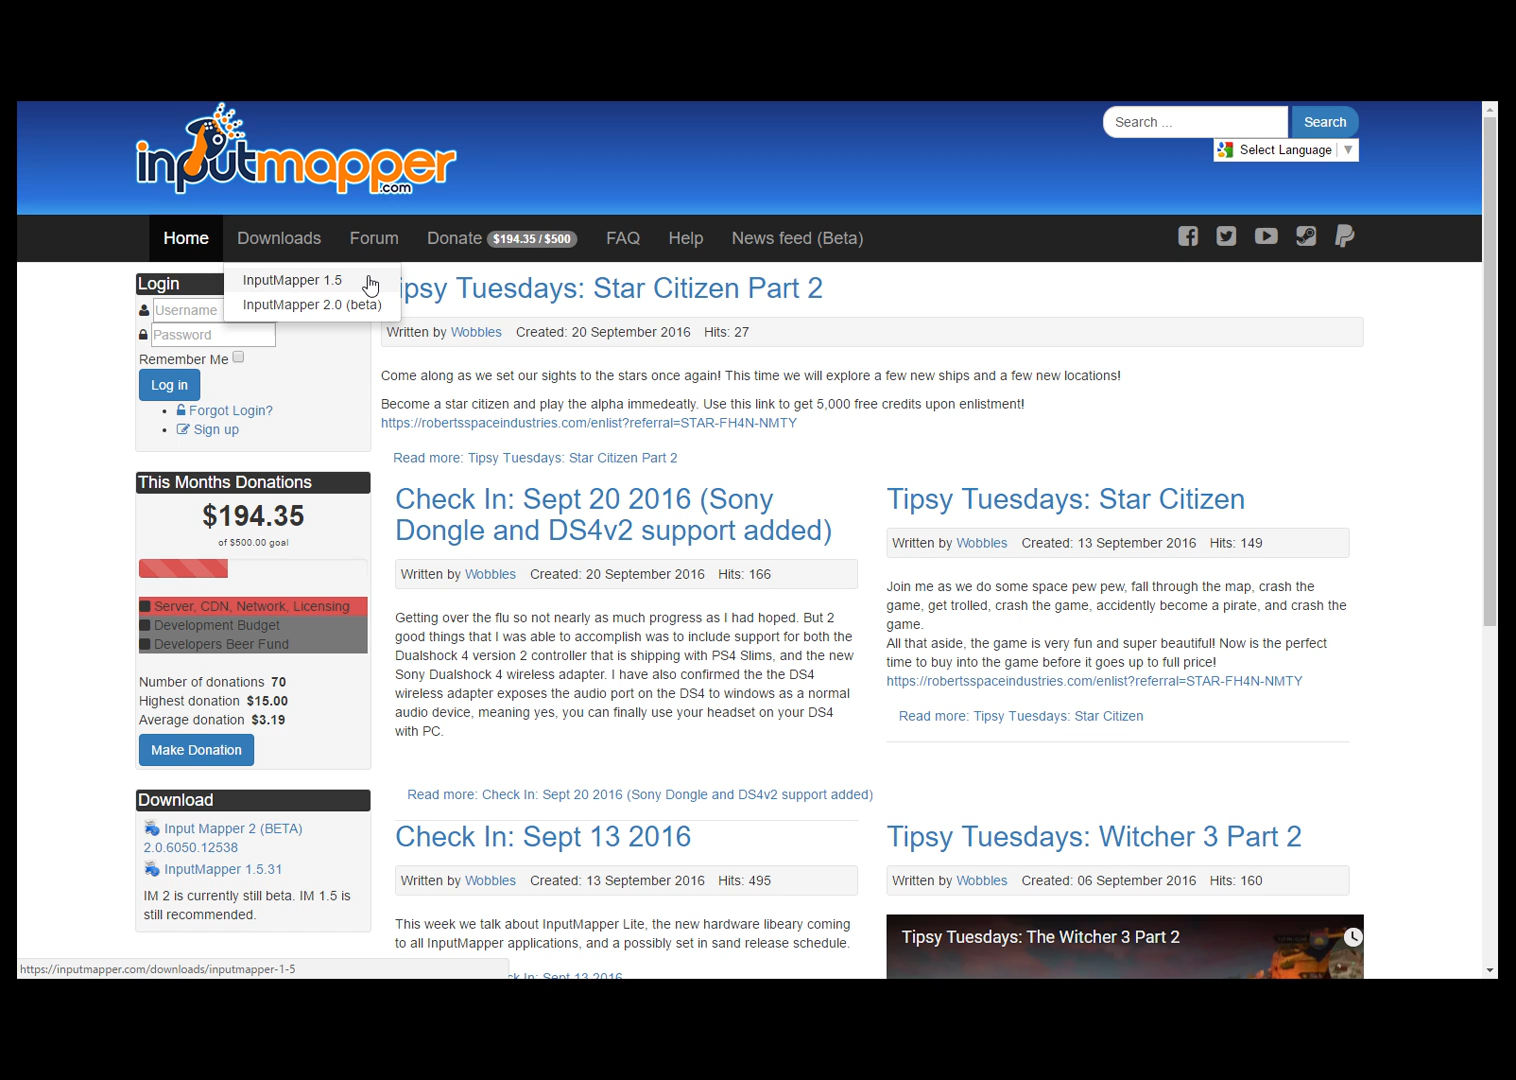 inputmapper
.com
Search ...
Search
Select Language ▼
Home
Downloads
Forum
Donate $194.35 / $500
FAQ
Help
News feed (Beta)
InputMapper 1.5
InputMapper 2.0 (beta)
Login
Username
Password
Remember Me
Log in
Forgot Login?
Sign up
This Months Donations
$194.35
of $500.00 goal
Server, CDN, Network, Licensing
Development Budget
Developers Beer Fund
Number of donations 70
Highest donation $15.00
Average donation $3.19
Make Donation
Download
Input Mapper 2 (BETA)
2.0.6050.12538
InputMapper 1.5.31
IM 2 is currently still beta. IM 1.5 is
still recommended.
ipsy Tuesdays: Star Citizen Part 2
Written by Wobbles Created: 20 September 2016 Hits: 27
Come along as we set our sights to the stars once again! This time we will explore a few new ships and a few new locations!
Become a star citizen and play the alpha immedeatly. Use this link to get 5,000 free credits upon enlistment!
https://robertsspaceindustries.com/enlist?referral=STAR-FH4N-NMTY
Read more: Tipsy Tuesdays: Star Citizen Part 2
Check In: Sept 20 2016 (Sony
Dongle and DS4v2 support added)
Written by Wobbles Created: 20 September 2016 Hits: 166
Getting over the flu so not nearly as much progress as I had hoped. But 2
good things that I was able to accomplish was to include support for both the
Dualshock 4 version 2 controller that is shipping with PS4 Slims, and the new
Sony Dualshock 4 wireless adapter. I have also confirmed the the DS4
wireless adapter exposes the audio port on the DS4 to windows as a normal
audio device, meaning yes, you can finally use your headset on your DS4
with PC.
Read more: Check In: Sept 20 2016 (Sony Dongle and DS4v2 support added)
Tipsy Tuesdays: Star Citizen
Written by Wobbles Created: 13 September 2016 Hits: 149
Join me as we do some space pew pew, fall through the map, crash the
game, get trolled, crash the game, accidently become a pirate, and crash the
game.
All that aside, the game is very fun and super beautiful! Now is the perfect
time to buy into the game before it goes up to full price!
https://robertsspaceindustries.com/enlist?referral=STAR-FH4N-NMTY
Read more: Tipsy Tuesdays: Star Citizen
Check In: Sept 13 2016
Written by Wobbles Created: 13 September 2016 Hits: 495
This week we talk about InputMapper Lite, the new hardware libeary coming
to all InputMapper applications, and a possibly set in sand release schedule.
ck In: Sept 13 2016
Tipsy Tuesdays: Witcher 3 Part 2
Written by Wobbles Created: 06 September 2016 Hits: 160
Tipsy Tuesdays: The Witcher 3 Part 2
https://inputmapper.com/downloads/inputmapper-1-5